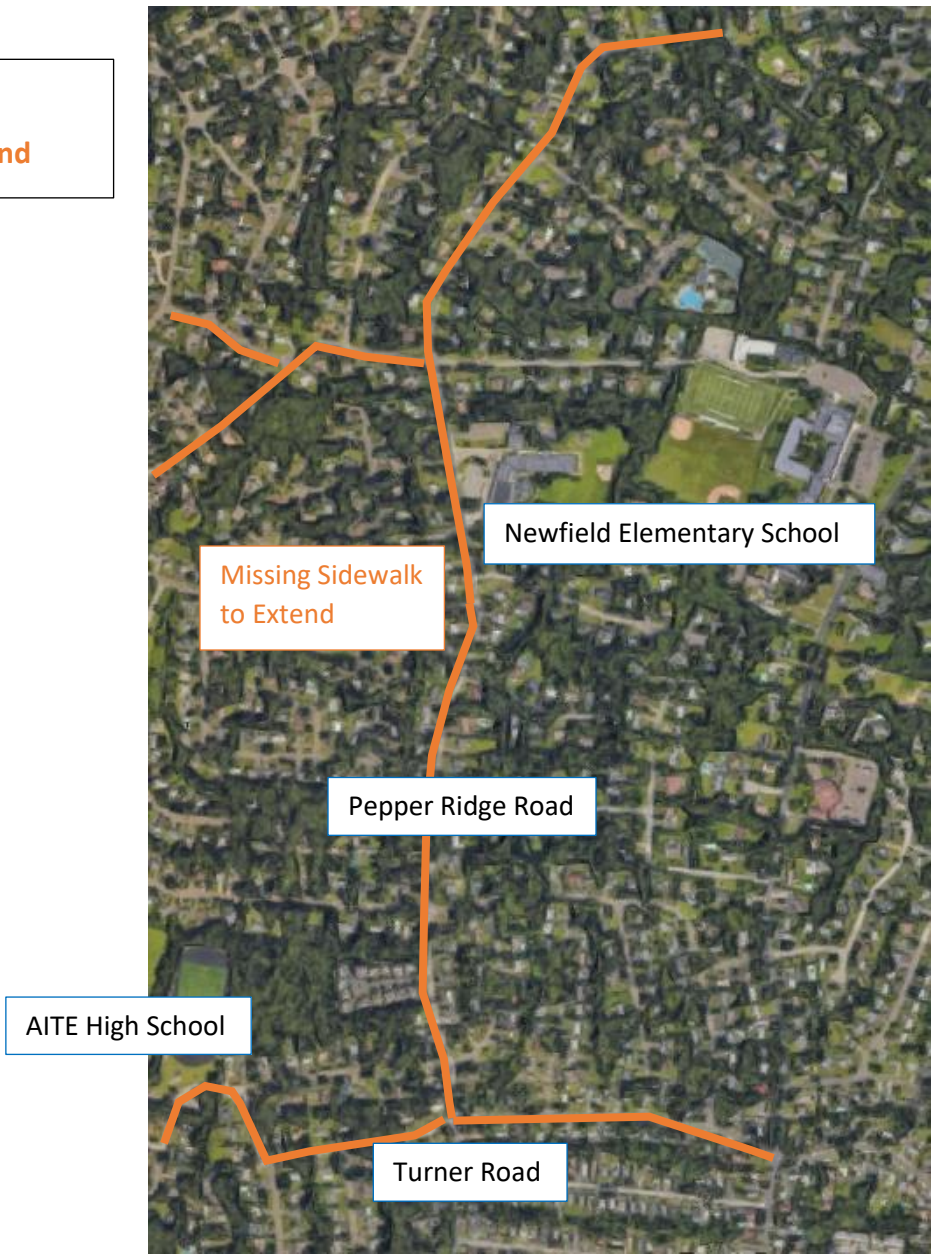 nd
Newfield Elementary School
Missing Sidewalk
to Extend
Pepper Ridge Road
AITE High School
Turner Road